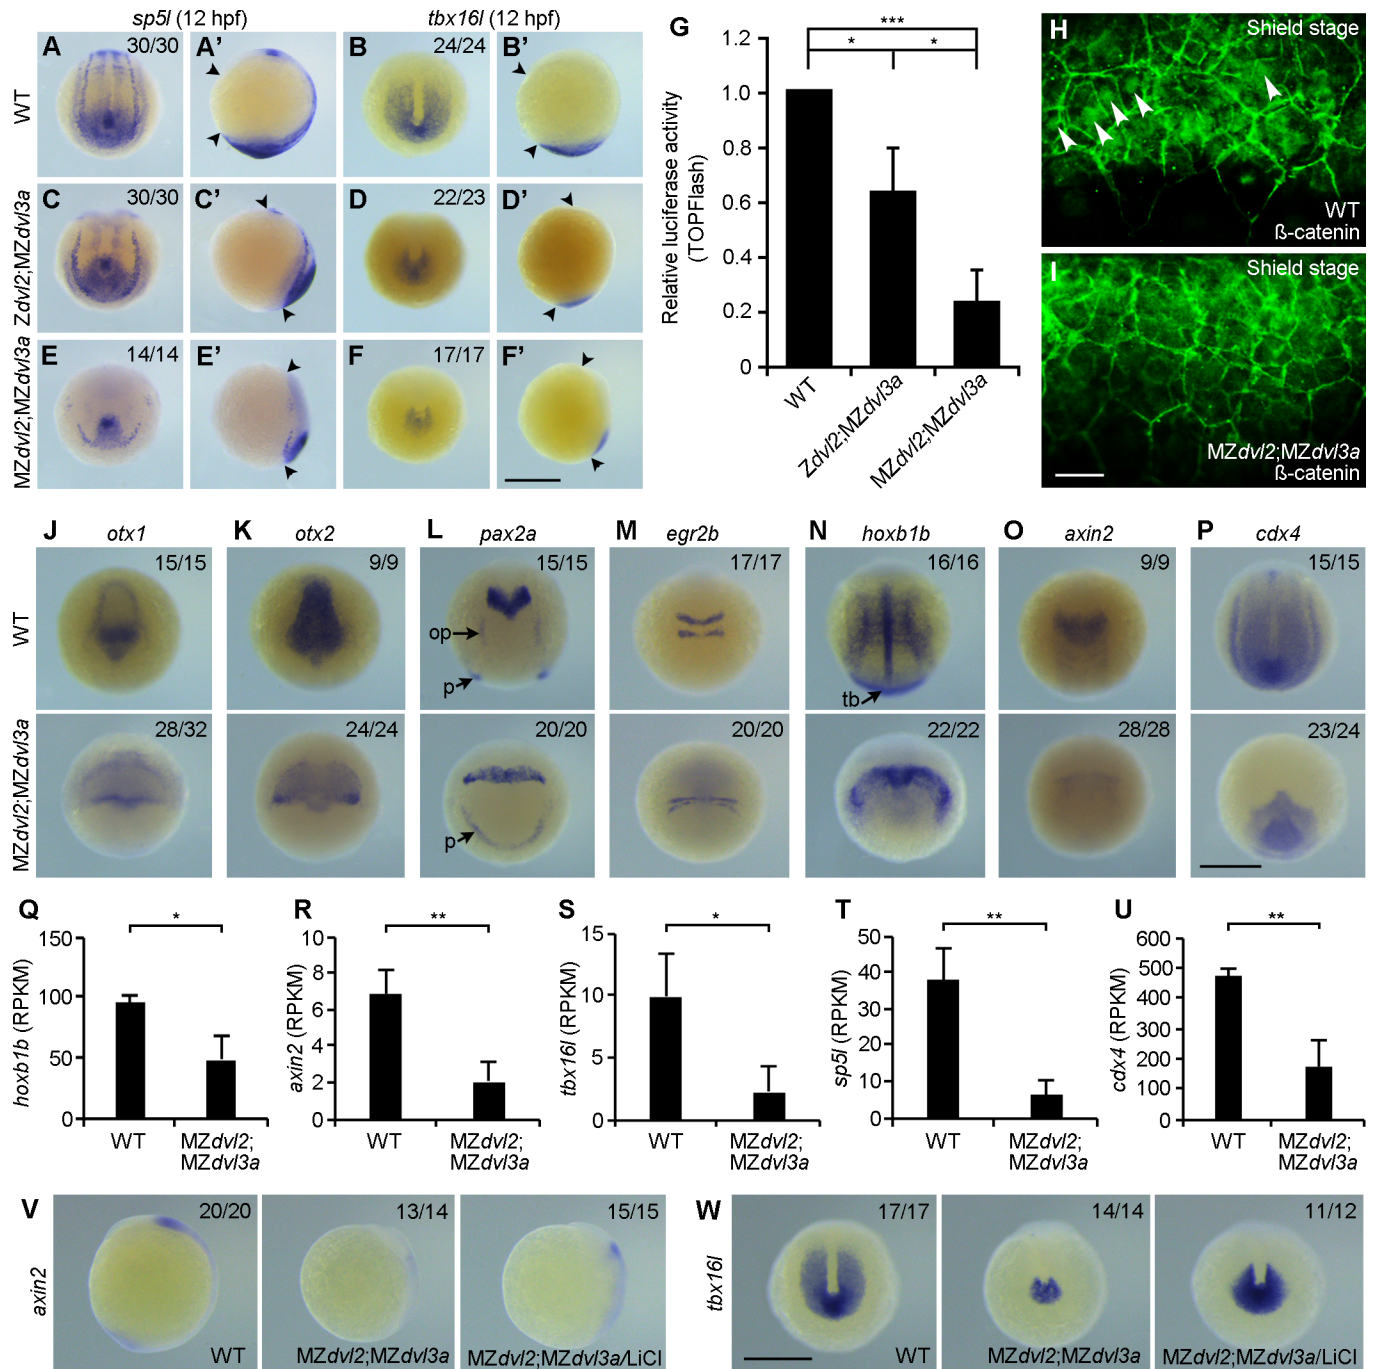 sp5l (12 hpf)
tbx16l (12 hpf)
WT
A
30/30
A'
B
24/24
B'
Zdvl2;MZdvl3a
C
30/30
C'
D
22/23
D'
MZdvl2;MZdvl3a
E
14/14
E'
F
17/17
F'
G
Relative luciferase activity
(TOPFlash)
***
*
*
1.2
1.0
0.8
0.6
0.4
0.2
0
WT
Zdvl2;MZdvl3a
MZdvl2;MZdvl3a
H
Shield stage
WT
ß-catenin
I
Shield stage
MZdvl2;MZdvl3a
ß-catenin
J
otx1
K
otx2
L
pax2a
M
egr2b
N
hoxb1b
O
axin2
P
cdx4
WT
15/15
9/9
15/15
op
p
17/17
16/16
tb
9/9
15/15
MZdvl2;MZdvl3a
28/32
24/24
20/20
p
20/20
22/22
28/28
23/24
Q
*
hoxb1b (RPKM)
150
100
50
0
WT
MZdvl2;
MZdvl3a
R
**
axin2 (RPKM)
10
8
6
4
2
0
WT
MZdvl2;
MZdvl3a
S
*
tbx16l (RPKM)
15
10
5
0
WT
MZdvl2;
MZdvl3a
T
**
sp5l (RPKM)
50
40
30
20
10
0
WT
MZdvl2;
MZdvl3a
U
**
cdx4 (RPKM)
600
500
400
300
200
100
0
WT
MZdvl2;
MZdvl3a
V
axin2
20/20
WT
13/14
MZdvl2;MZdvl3a
15/15
MZdvl2;MZdvl3a/LiCl
W
tbx16l
17/17
WT
14/14
MZdvl2;MZdvl3a
11/12
MZdvl2;MZdvl3a/LiCl